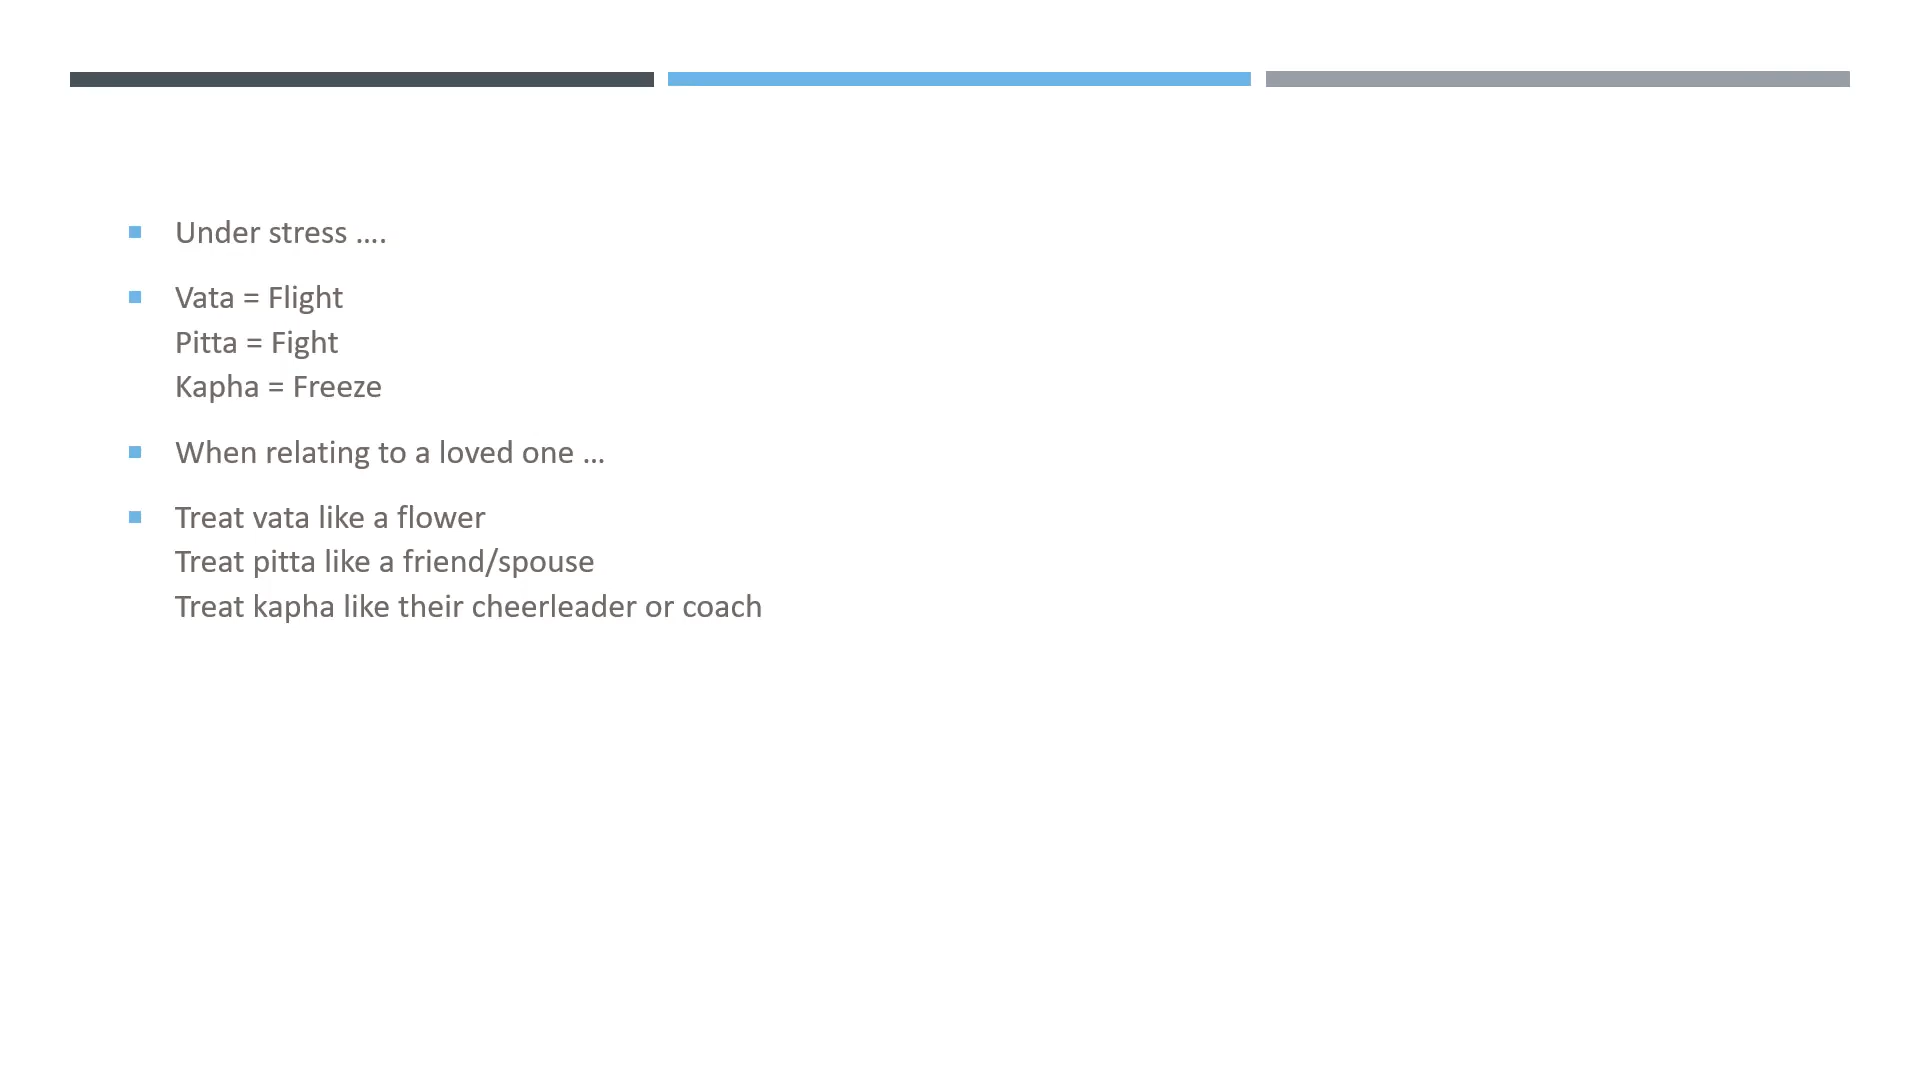 Under stress ....
Vata = Flight
Pitta = Fight
Kapha = Freeze
When relating to a loved one ...
Treat vata like a flower
Treat pitta like a friend/spouse
Treat kapha like their cheerleader or coach